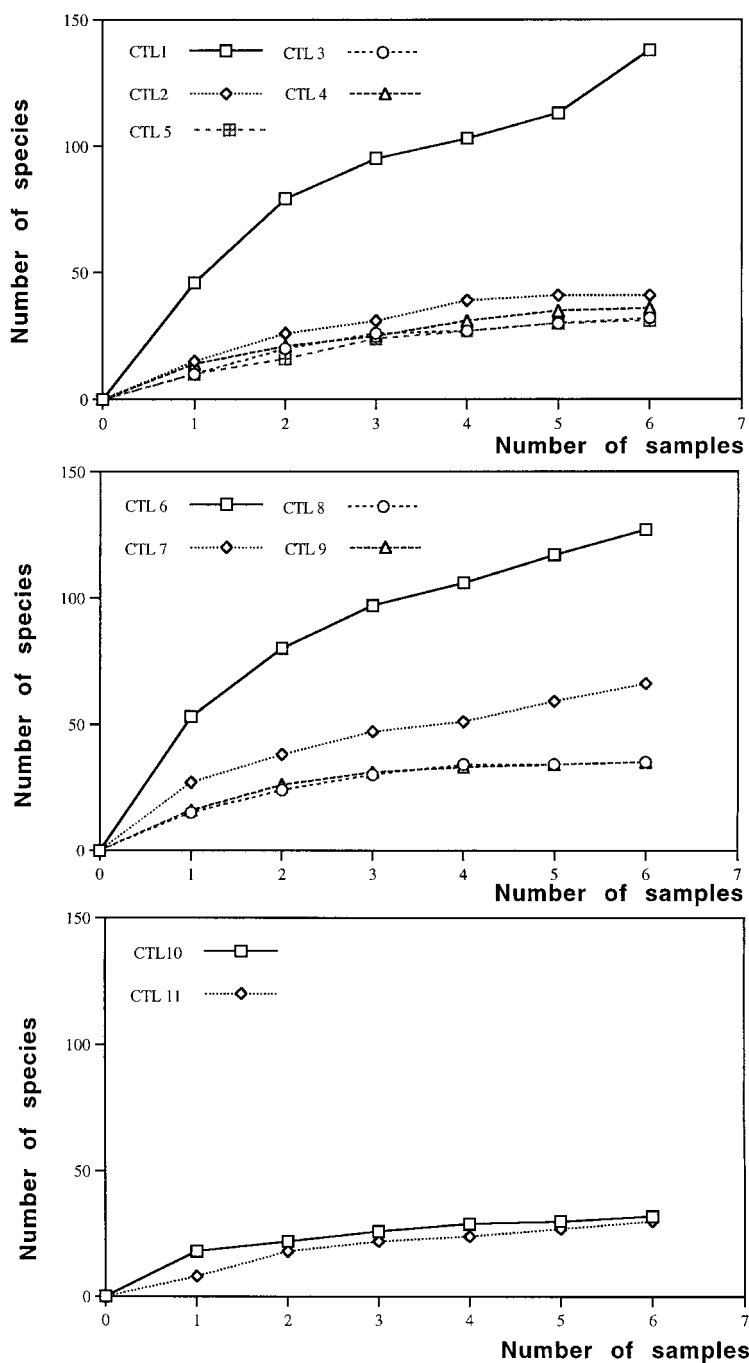 150
CTL1 CTL 3
CTL2 CTL 4
CTL 5
100
50
0
Number of species
0 1 2 3 4 5 6 7
Number of samples
150
CTL 6 CTL 8
CTL 7 CTL 9
100
50
0
Number of species
0 1 2 3 4 5 6 7
Number of samples
150
CTL10
CTL 11
100
50
0
Number of species
0 1 2 3 4 5 6 7
Number of samples